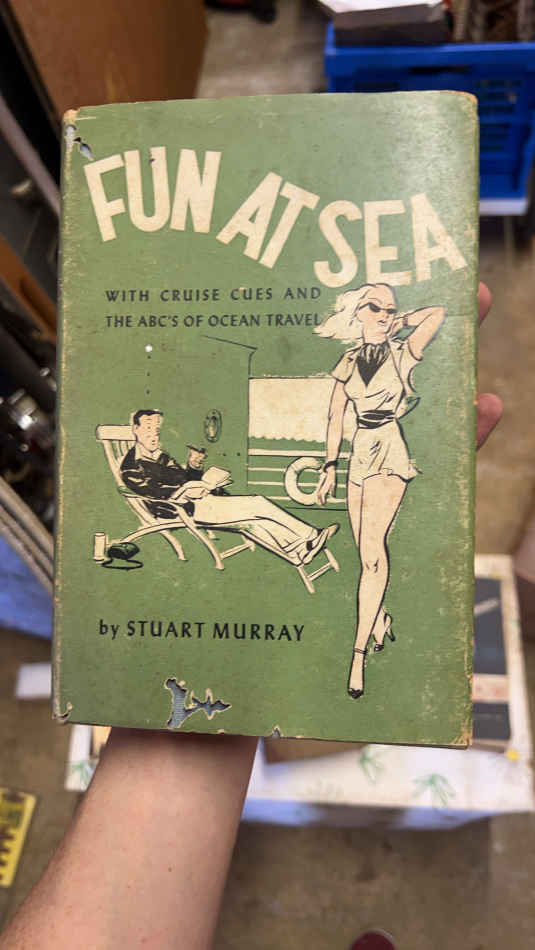 FUN AT SEA
WITH CRUISE CUES AND
THE ABC'S OF OCEAN TRAVEL
by STUART MURRAY